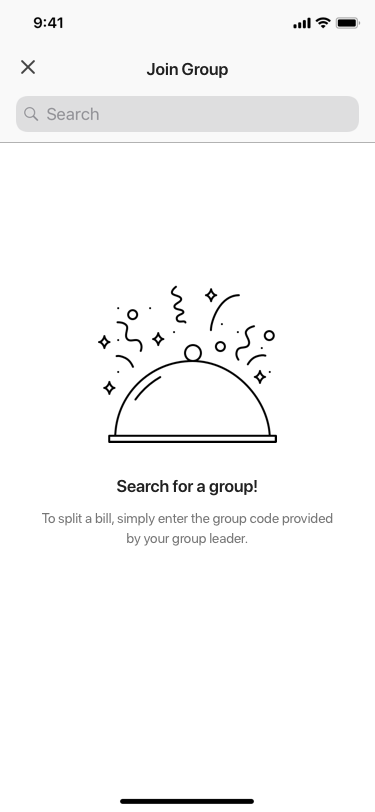 9:41
Join Group
Search
Search for a group!
To split a bill, simply enter the group code provided
by your group leader.